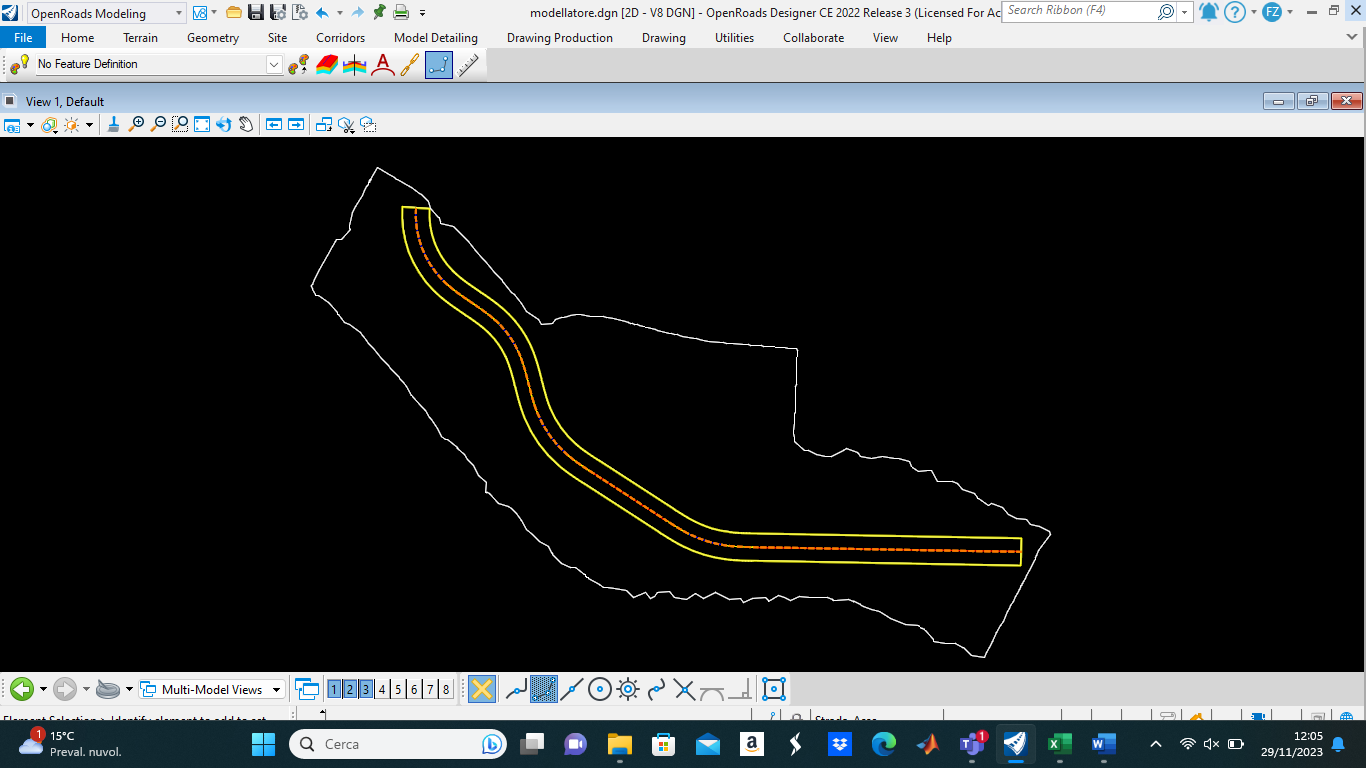 OpenRoads Modeling
modellatore.dgn [2D - V8 DGN] - OpenRoads Designer CE 2022 Release 3 (Licensed For Ac
Search Ribbon (F4)
FZ
File Home Terrain Geometry Site Corridors Model Detailing Drawing Production Drawing Utilities Collaborate View Help
No Feature Definition
View 1, Default
Multi-Model Views
1 2 3 4 5 6 7 8
Element Selection > Identify element to add to set
Strade_Asse
1
15°C
Preval. nuvol.
Cerca
1
12:05
29/11/2023